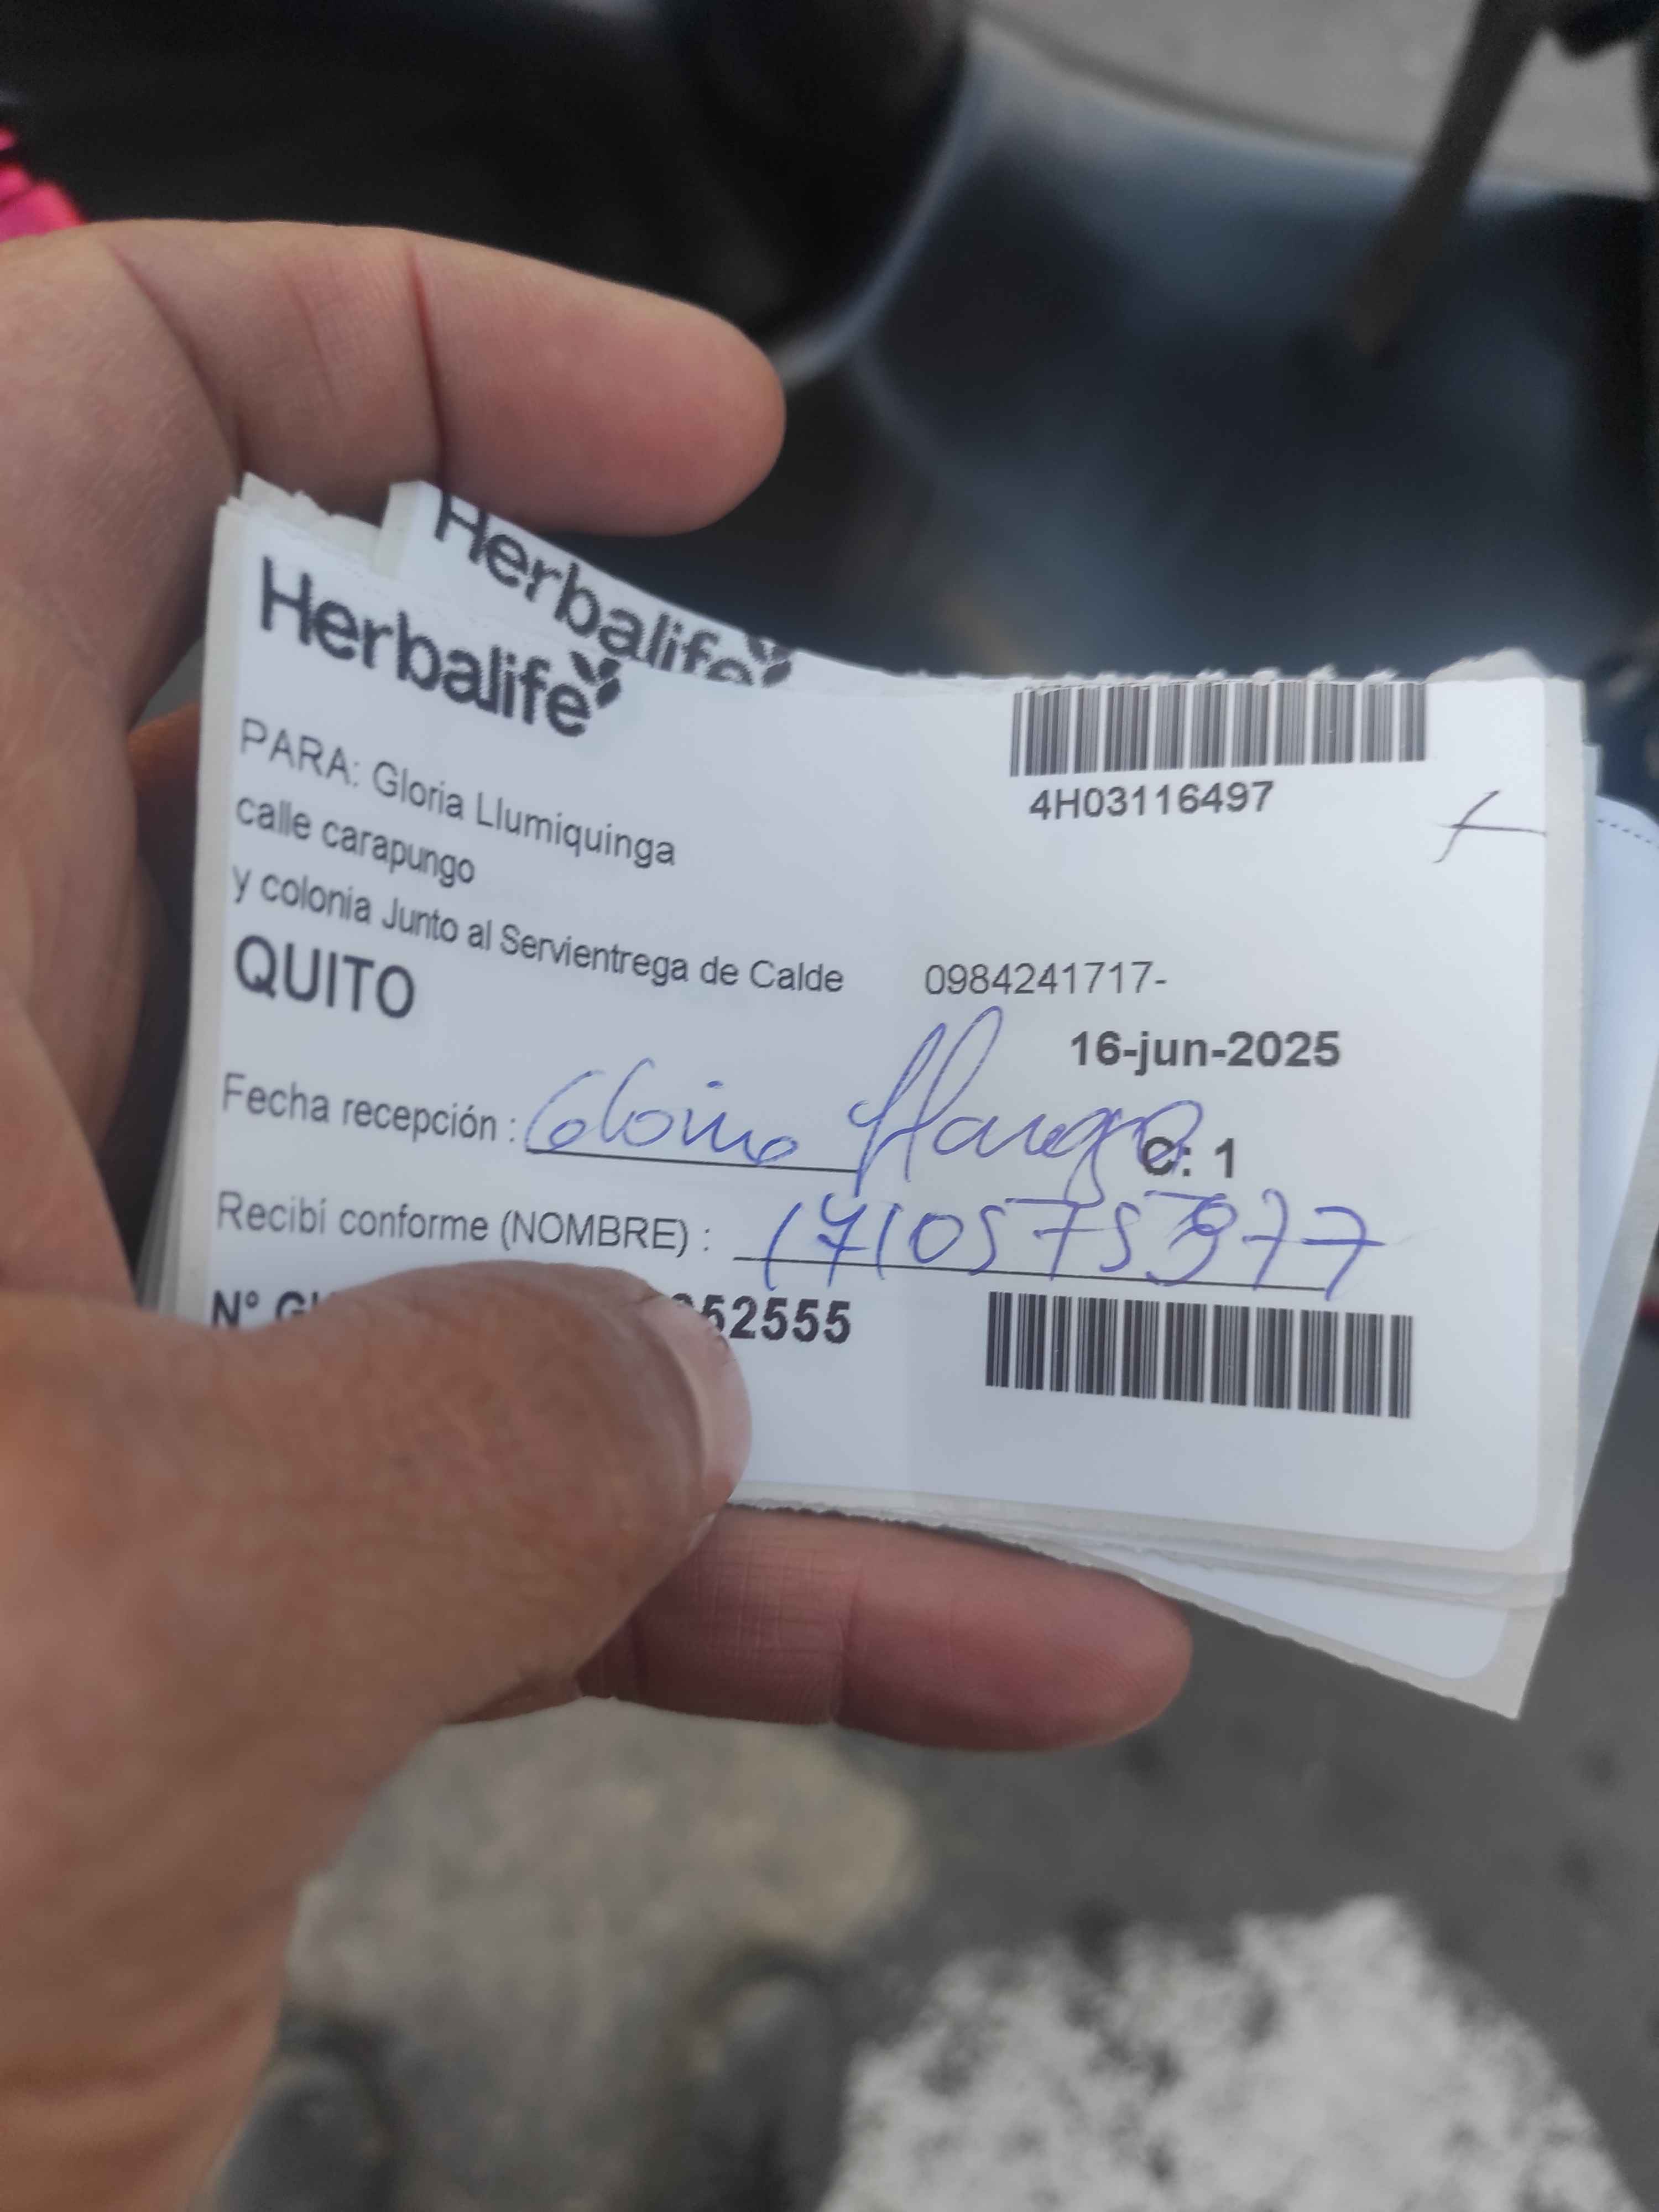 Herbalife
Herbalife
4H03116497
PARA: Gloria Llumiquinga
calle carapungo
y colonia Junto al Servientrega de Calde
0984241717-
QUITO
16-jun-2025
Fecha recepción :
C: 1
Recibí conforme (NOMBRE) :
N° 52555